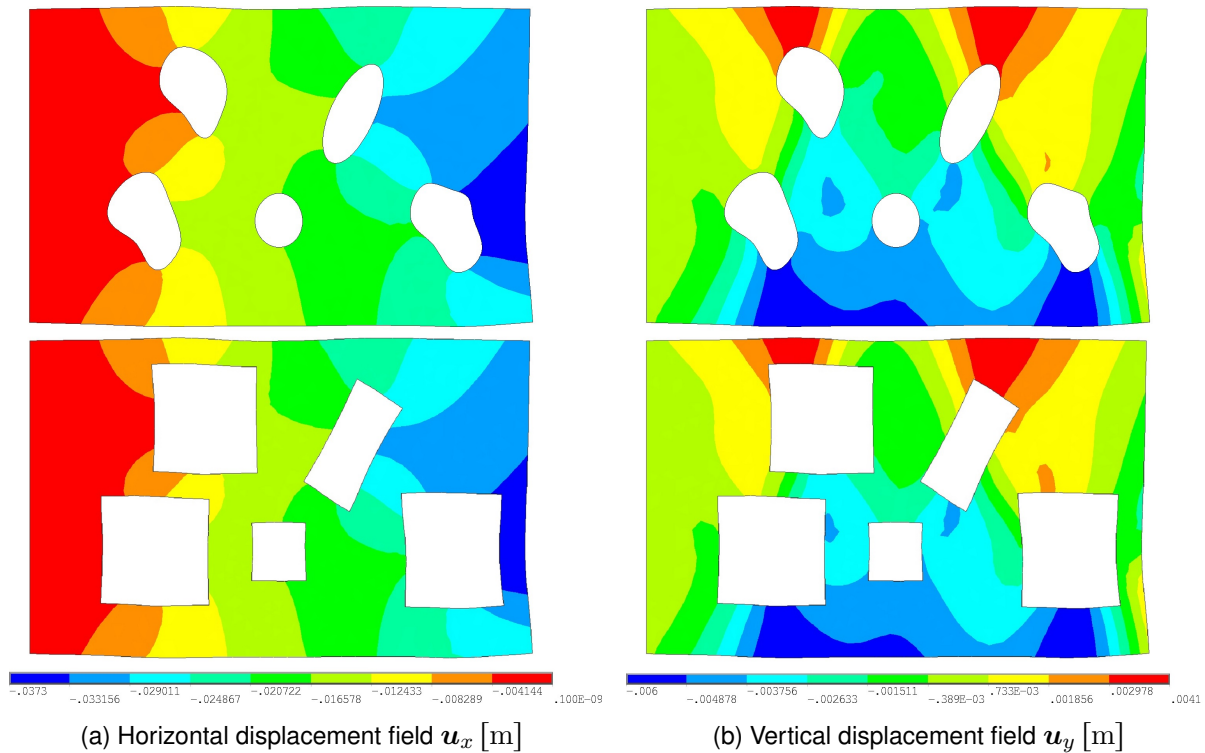 -.0373 -.029011 -.020722 -.012433 -.004144
-.033156 -.024867 -.016578 -.008289 .100E-09
-.006 -.003756 -.001511 .733E-03 .002978
-.004878 -.002633 -.389E-03 .001856 .0041
(a) Horizontal displacement field uₓ [m]
(b) Vertical displacement field u_y [m]